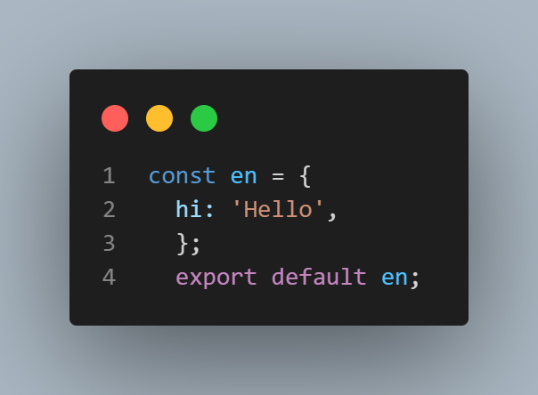 1 const en = {
2   hi: 'Hello',
3   };
4   export default en;